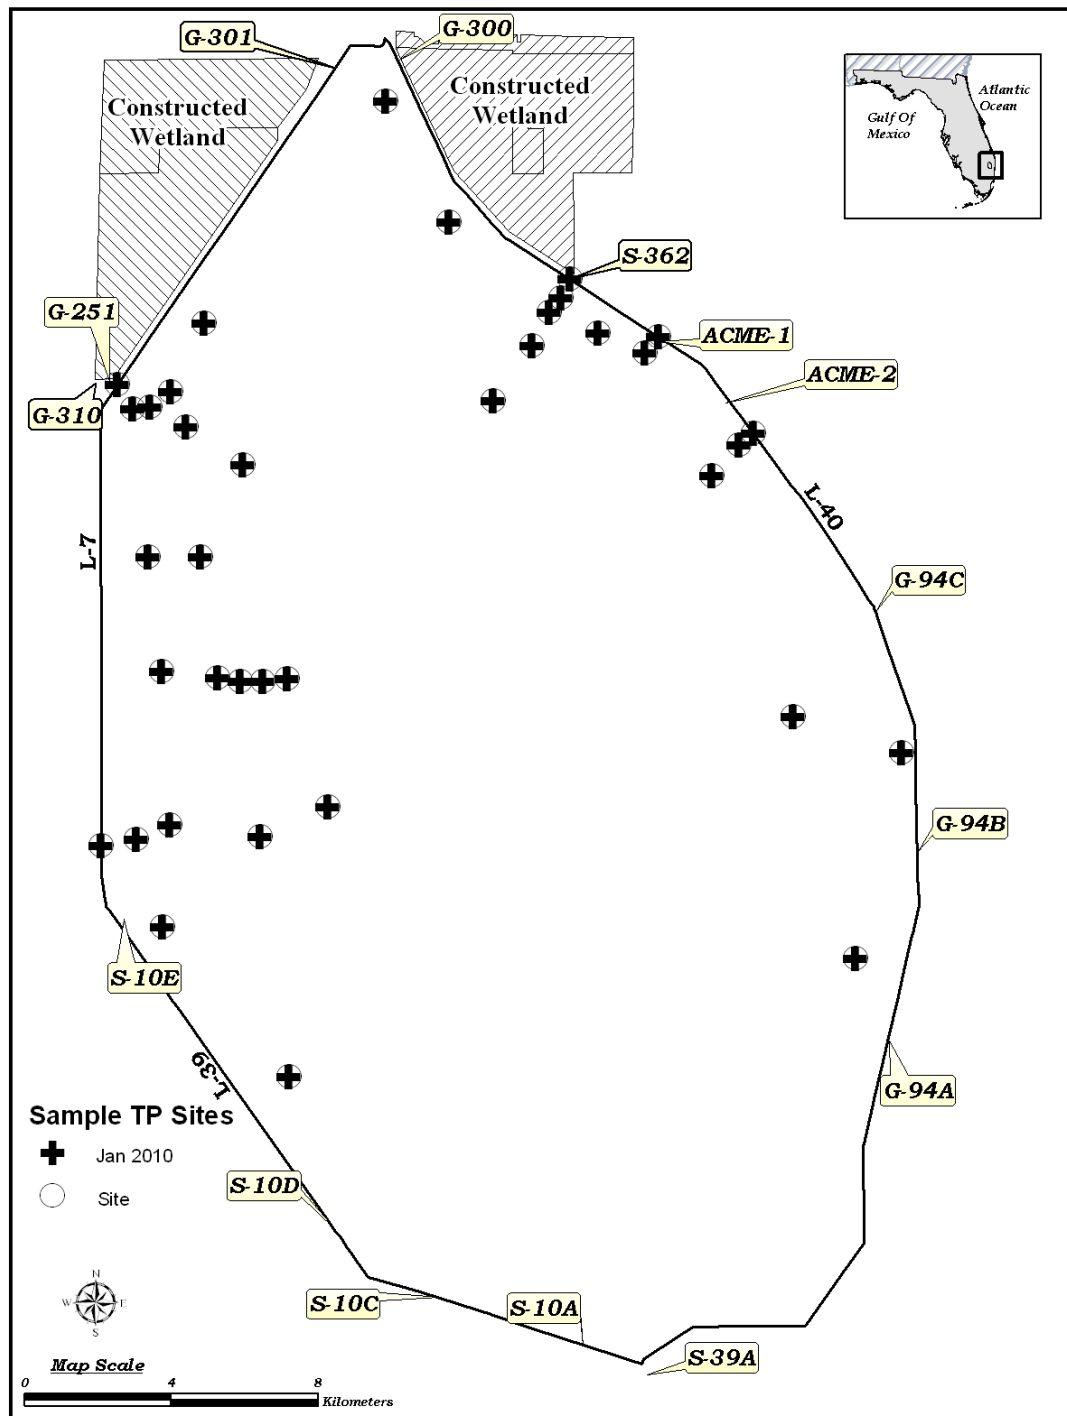 G-301
G-300
Constructed
Wetland
Constructed
Wetland
Atlantic
Ocean
Gulf Of
Mexico
S-362
G-251
ACME-1
ACME-2
G-310
L-40
L-7
G-94C
G-94B
S-10E
L-39
G-94A
Sample TP Sites
Jan 2010
Site
S-10D
N
W
E
S
S-10C
S-10A
S-39A
Map Scale
0 4 8
Kilometers